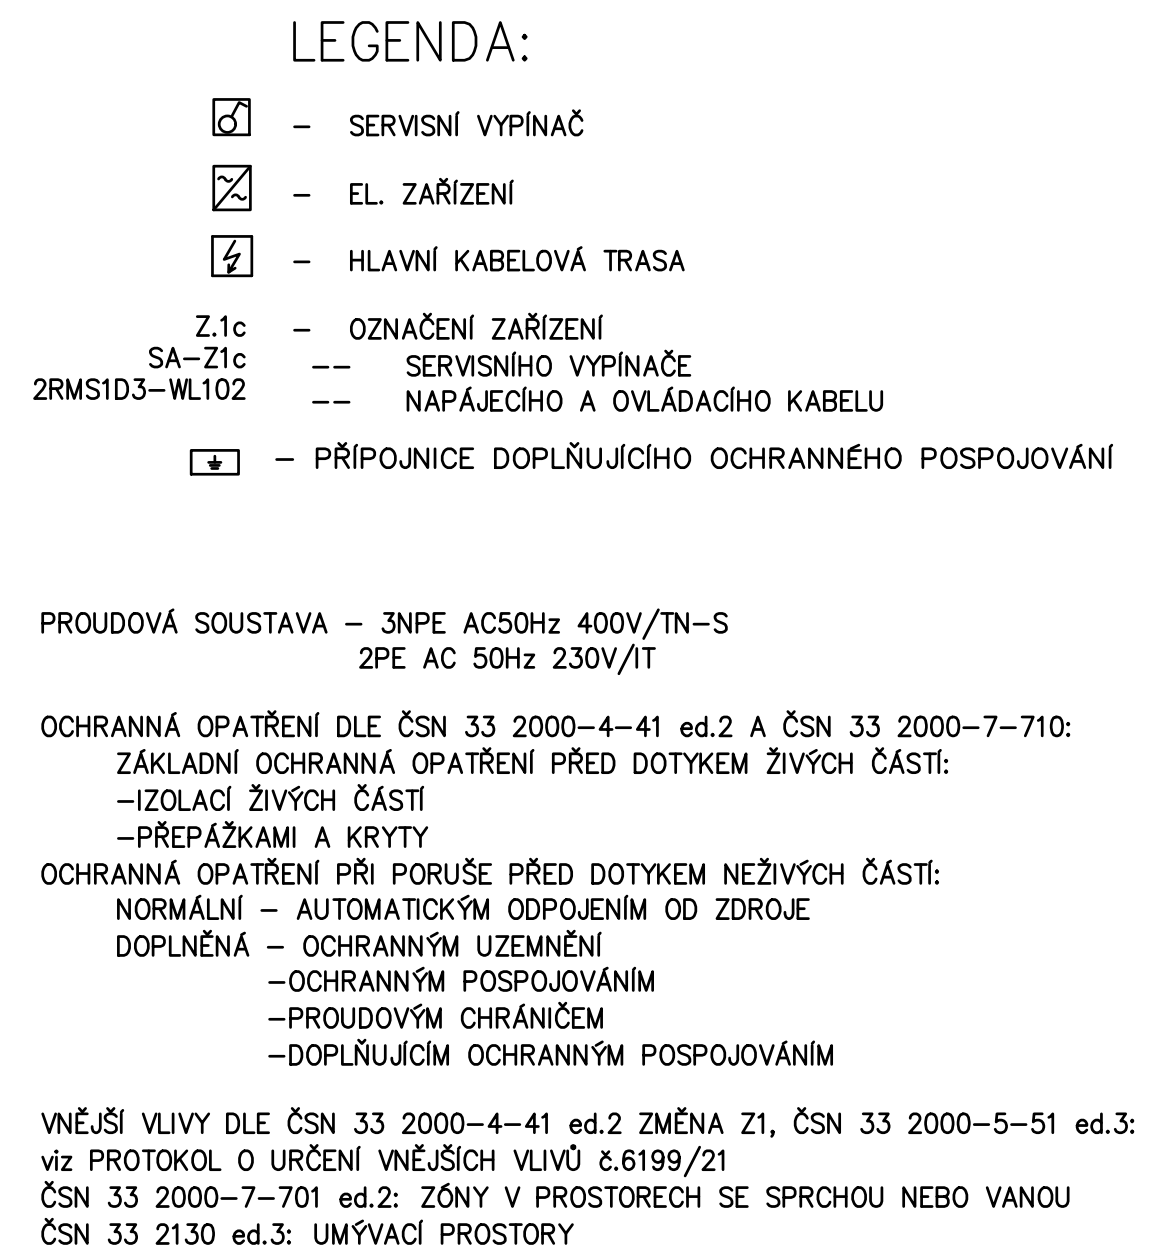 LEGENDA:
– SERVISNÍ VYPÍNAČ
– EL. ZAŘÍZENÍ
– HLAVNÍ KABELOVÁ TRASA
Z.1c – OZNAČENÍ ZAŘÍZENÍ
SA–Z1c –– SERVISNÍHO VYPÍNAČE
2RMS1D3–WL102 –– NAPÁJECÍHO A OVLÁDACÍHO KABELU
– PŘÍPOJNICE DOPLŇUJÍCÍHO OCHRANNÉHO POSPOJOVÁNÍ
PROUDOVÁ SOUSTAVA – 3NPE AC50Hz 400V/TN–S
2PE AC 50Hz 230V/IT
OCHRANNÁ OPATŘENÍ DLE ČSN 33 2000–4–41 ed.2 A ČSN 33 2000–7–710:
ZÁKLADNÍ OCHRANNÁ OPATŘENÍ PŘED DOTYKEM ŽIVÝCH ČÁSTÍ:
–IZOLACÍ ŽIVÝCH ČÁSTÍ
–PŘEPÁŽKAMI A KRYTY
OCHRANNÁ OPATŘENÍ PŘI PORUŠE PŘED DOTYKEM NEŽIVÝCH ČÁSTÍ:
NORMÁLNÍ – AUTOMATICKÝM ODPOJENÍM OD ZDROJE
DOPLNĚNÁ – OCHRANNÝM UZEMNĚNÍ
–OCHRANNÝM POSPOJOVÁNÍM
–PROUDOVÝM CHRÁNIČEM
–DOPLŇUJÍCÍM OCHRANNÝM POSPOJOVÁNÍM
VNĚJŠÍ VLIVY DLE ČSN 33 2000–4–41 ed.2 ZMĚNA Z1, ČSN 33 2000–5–51 ed.3:
viz PROTOKOL O URČENÍ VNĚJŠÍCH VLIVŮ č.6199/21
ČSN 33 2000–7–701 ed.2: ZÓNY V PROSTORECH SE SPRCHOU NEBO VANOU
ČSN 33 2130 ed.3: UMÝVACÍ PROSTORY